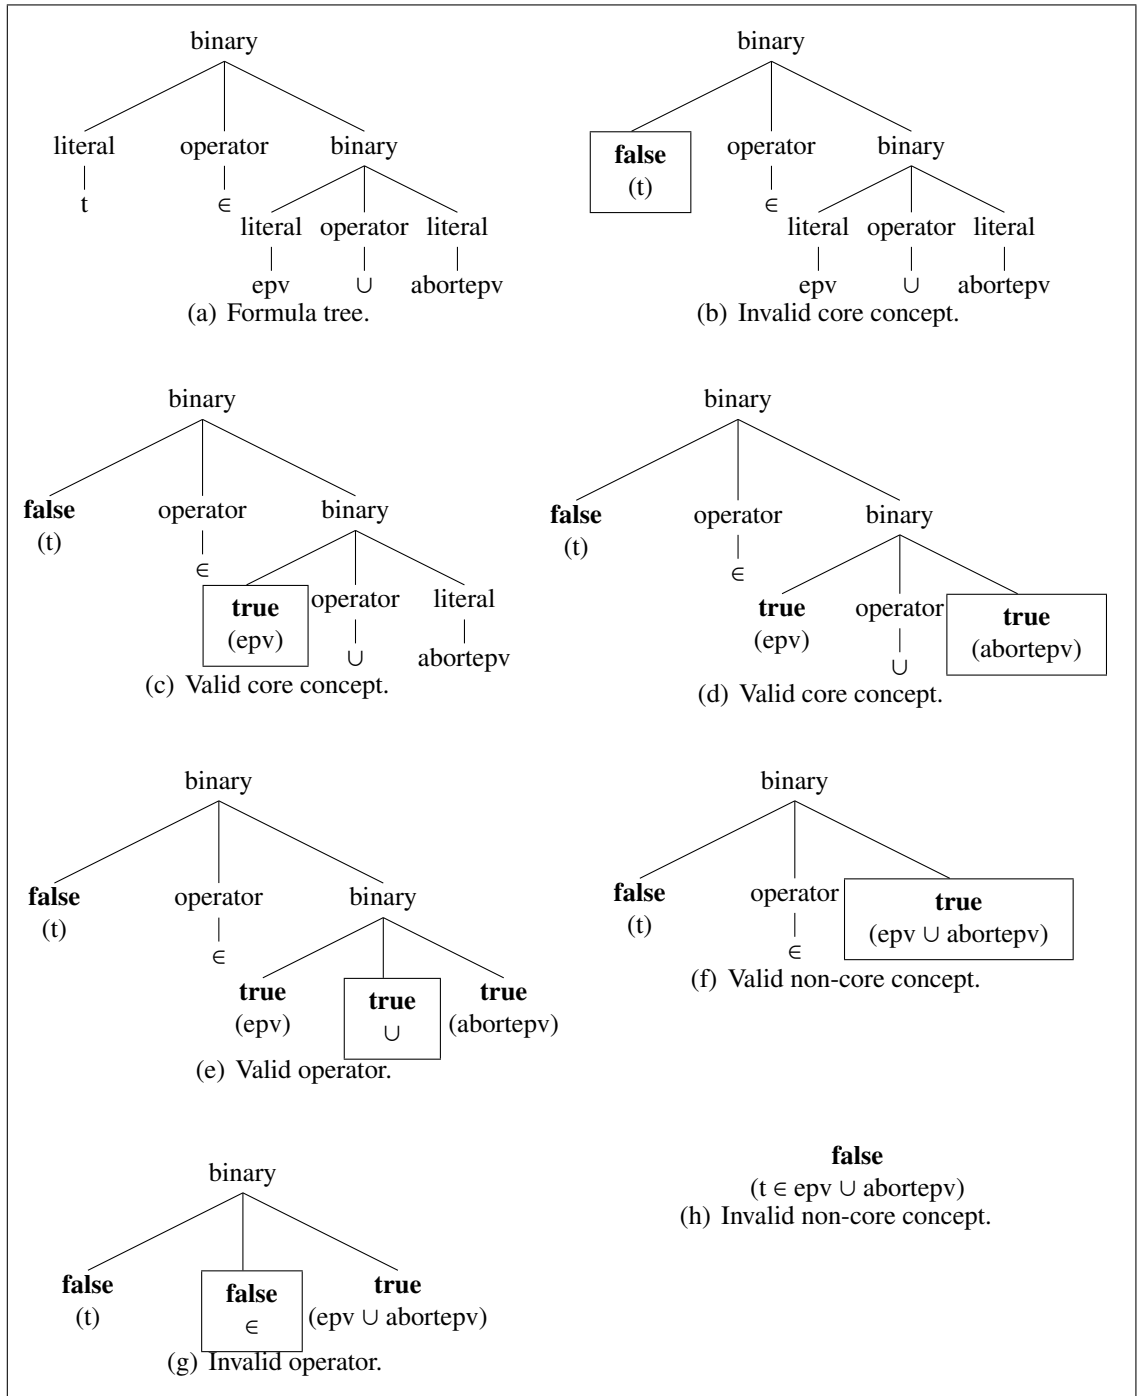 binary
literal operator binary
t ∈
literal operator literal
epv ∪ abortepv
(a) Formula tree.
binary
false operator binary
(t)
∈
literal operator literal
epv ∪ abortepv
(b) Invalid core concept.
binary
false operator binary
(t)
∈
true operator literal
(epv)
∪ abortepv
(c) Valid core concept.
binary
false operator binary
(t)
∈
true operator true
(epv) (abortepv)
∪
(d) Valid core concept.
binary
false operator binary
(t)
∈
true true true
(epv) ∪ (abortepv)
(e) Valid operator.
binary
false operator true
(t) (epv ∪ abortepv)
∈
(f) Valid non-core concept.
binary
false false true
(t) ∈ (epv ∪ abortepv)
(g) Invalid operator.
false
(t ∈ epv ∪ abortepv)
(h) Invalid non-core concept.